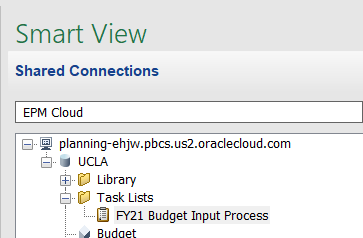 Smart View
Shared Connections
EPM Cloud
planning-ehjw.pbcs.us2.oraclecloud.com
UCLA
Library
Task Lists
FY21 Budget Input Process
Budget